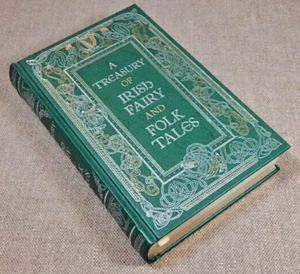 A
TREASURY
OF
IRISH
FAIRY
AND
FOLK
TALES